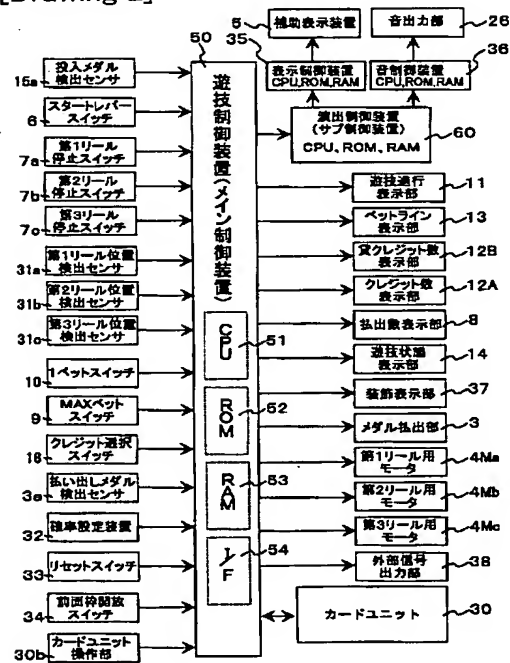 [Drawing 2]
5
補助表示装置
音出力部
26
35
表示制御装置
CPU,ROM,RAM
音制御装置
CPU,ROM,RAM
36
演出制御装置
(サブ制御装置)
CPU、ROM、RAM
60
50
遊技制御装置(メイン制御装置)
CPU
51
ROM
52
RAM
53
I/F
54
投入メダル
検出センサ
15a
スタートレバー
スイッチ
6
第1リール
停止スイッチ
7a
第2リール
停止スイッチ
7b
第3リール
停止スイッチ
7c
第1リール位置
検出センサ
31a
第2リール位置
検出センサ
31b
第3リール位置
検出センサ
31c
1ベットスイッチ
10
MAXベット
スイッチ
9
クレジット選択
スイッチ
18
払い出しメダル
検出センサ
3a
確率設定装置
32
リセットスイッチ
33
前面枠開放
スイッチ
34
カードユニット
操作部
30b
遊技進行
表示部
11
ベットライン
表示部
13
貸クレジット数
表示部
12B
クレジット数
表示部
12A
払出数表示部
8
遊技状態
表示部
14
装飾表示部
37
メダル払出部
3
第1リール用
モータ
4Ma
第2リール用
モータ
4Mb
第3リール用
モータ
4Mc
外部信号
出力部
38
カードユニット
30